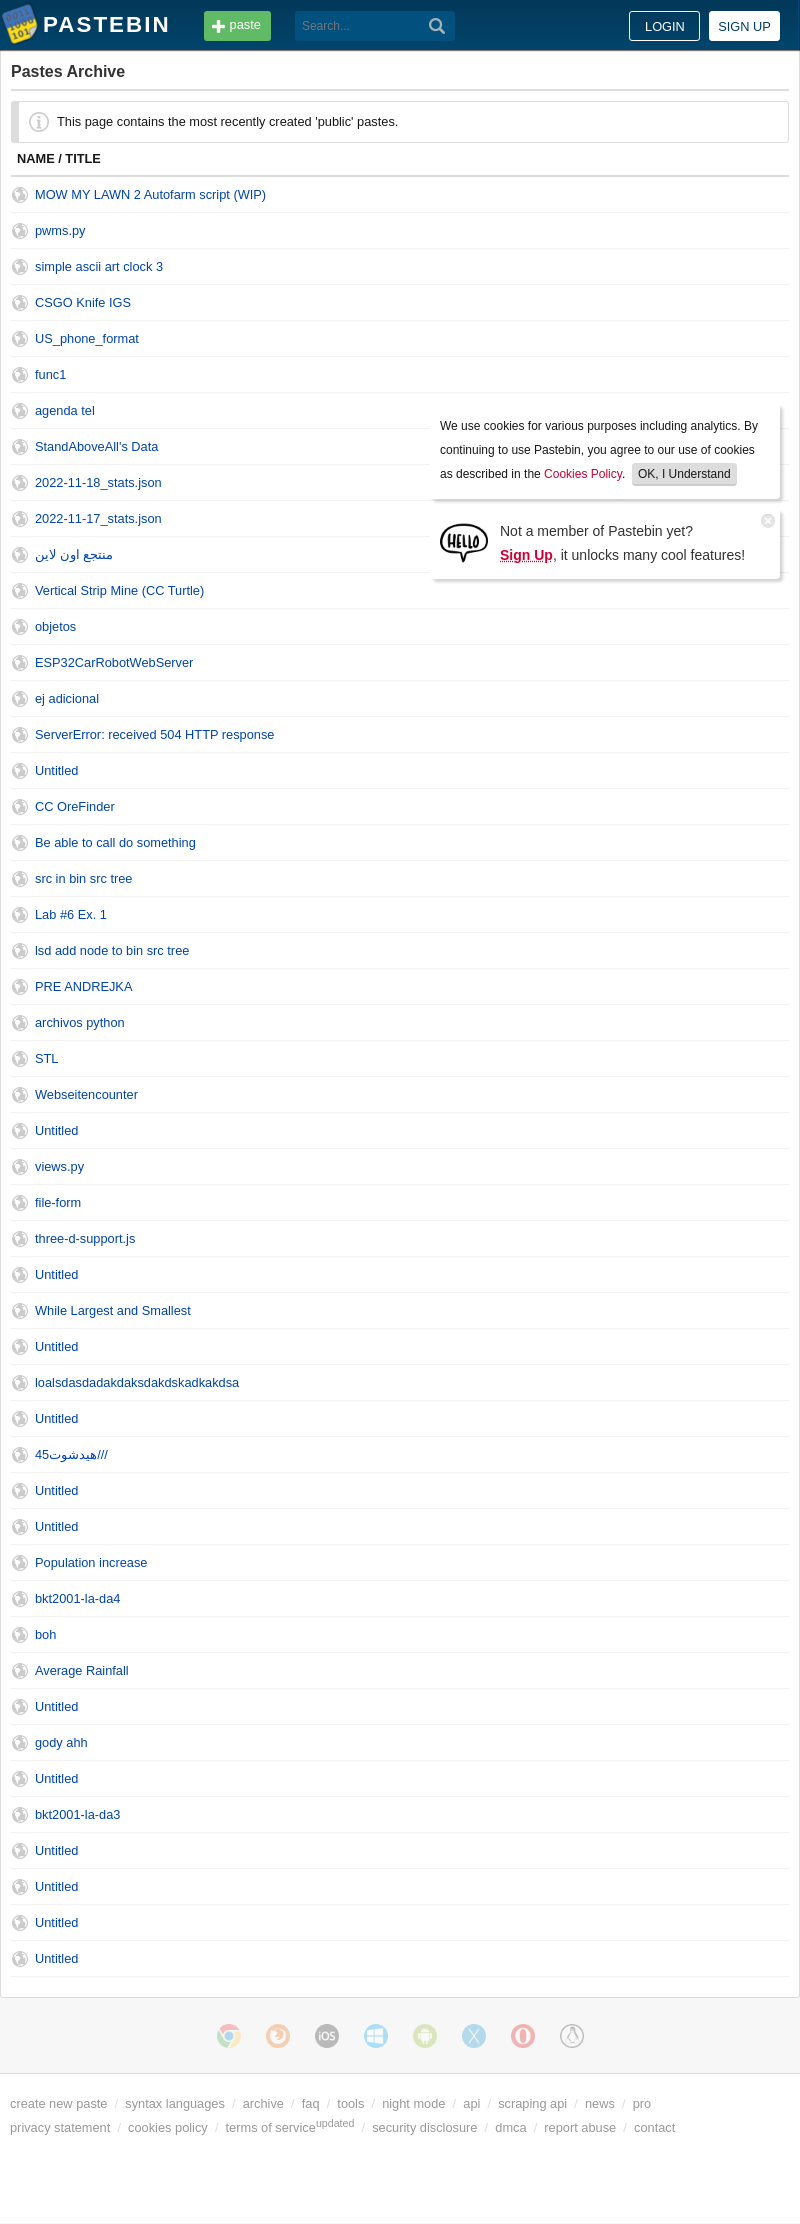 PASTEBIN
paste
Search...
LOGIN
SIGN UP
Pastes Archive
This page contains the most recently created 'public' pastes.
NAME / TITLE
MOW MY LAWN 2 Autofarm script (WIP)
pwms.py
simple ascii art clock 3
CSGO Knife IGS
US_phone_format
func1
agenda tel
StandAboveAll's Data
2022-11-18_stats.json
2022-11-17_stats.json
منتجع اون لاين
Vertical Strip Mine (CC Turtle)
We use cookies for various purposes including analytics. By
continuing to use Pastebin, you agree to our use of cookies
as described in the Cookies Policy. OK, I Understand
HELLO
Not a member of Pastebin yet?
Sign Up, it unlocks many cool features!
objetos
ESP32CarRobotWebServer
ej adicional
ServerError: received 504 HTTP response
Untitled
CC OreFinder
Be able to call do something
src in bin src tree
Lab #6 Ex. 1
lsd add node to bin src tree
PRE ANDREJKA
archivos python
STL
Webseitencounter
Untitled
views.py
file-form
three-d-support.js
Untitled
While Largest and Smallest
Untitled
loalsdasdadakdaksdakdskadkakdsa
Untitled
45هيدشوت///
Untitled
Untitled
Population increase
bkt2001-la-da4
boh
Average Rainfall
Untitled
gody ahh
Untitled
bkt2001-la-da3
Untitled
Untitled
Untitled
Untitled
iOS
create new paste / syntax languages / archive / faq / tools / night mode / api / scraping api / news / pro
privacy statement / cookies policy / terms of service updated / security disclosure / dmca / report abuse / contact